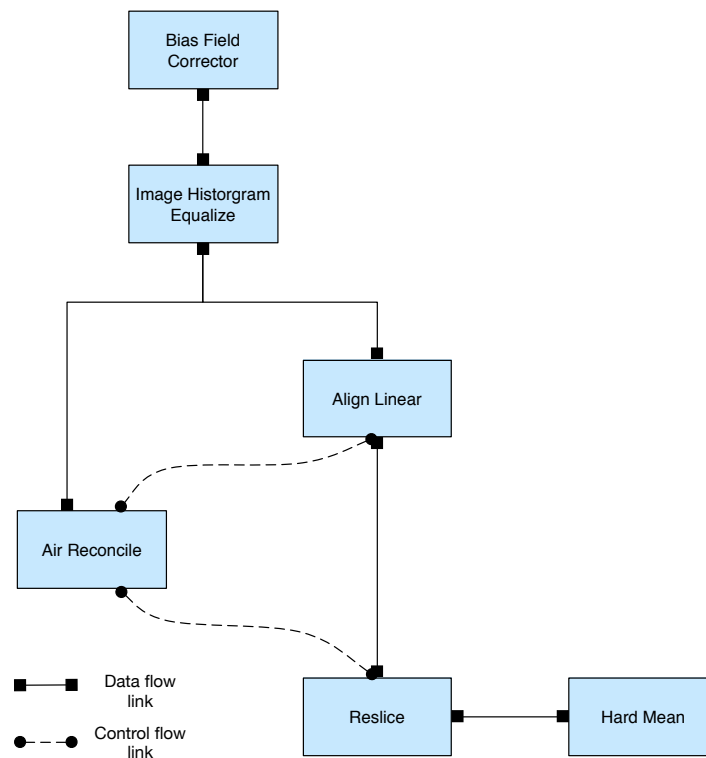 Bias Field
Corrector
Image Historgram
Equalize
Align Linear
Air Reconcile
Data flow
link
Reslice
Hard Mean
Control flow
link